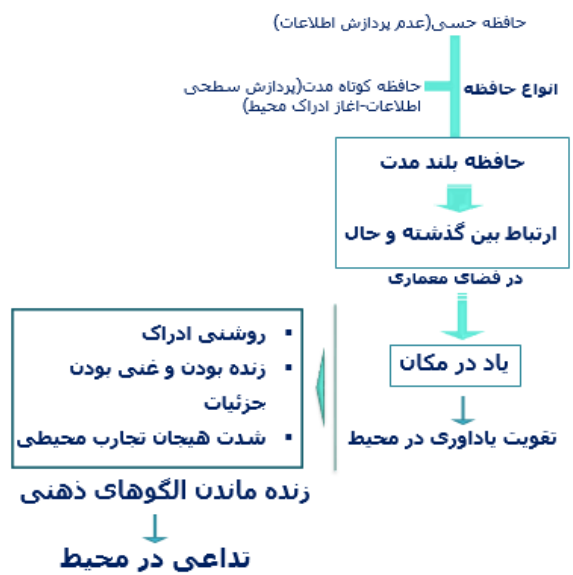 حافظه حسی(عدم پردازش اطلاعات)
انواع حافظه
حافظه کوتاه مدت(پردازش سطحی
اطلاعات-اغاز ادراک محیط)
حافظه بلند مدت
ارتباط بین گذشته و حال
در فضای معماری
یاد در مکان
تقویت یاداوری در محیط
▪ روشنی ادراک
▪ زنده بودن و غنی بودن
جزئیات
▪ شدت هیجان تجارب محیطی
زنده ماندن الگوهای ذهنی
تداعی در محیط